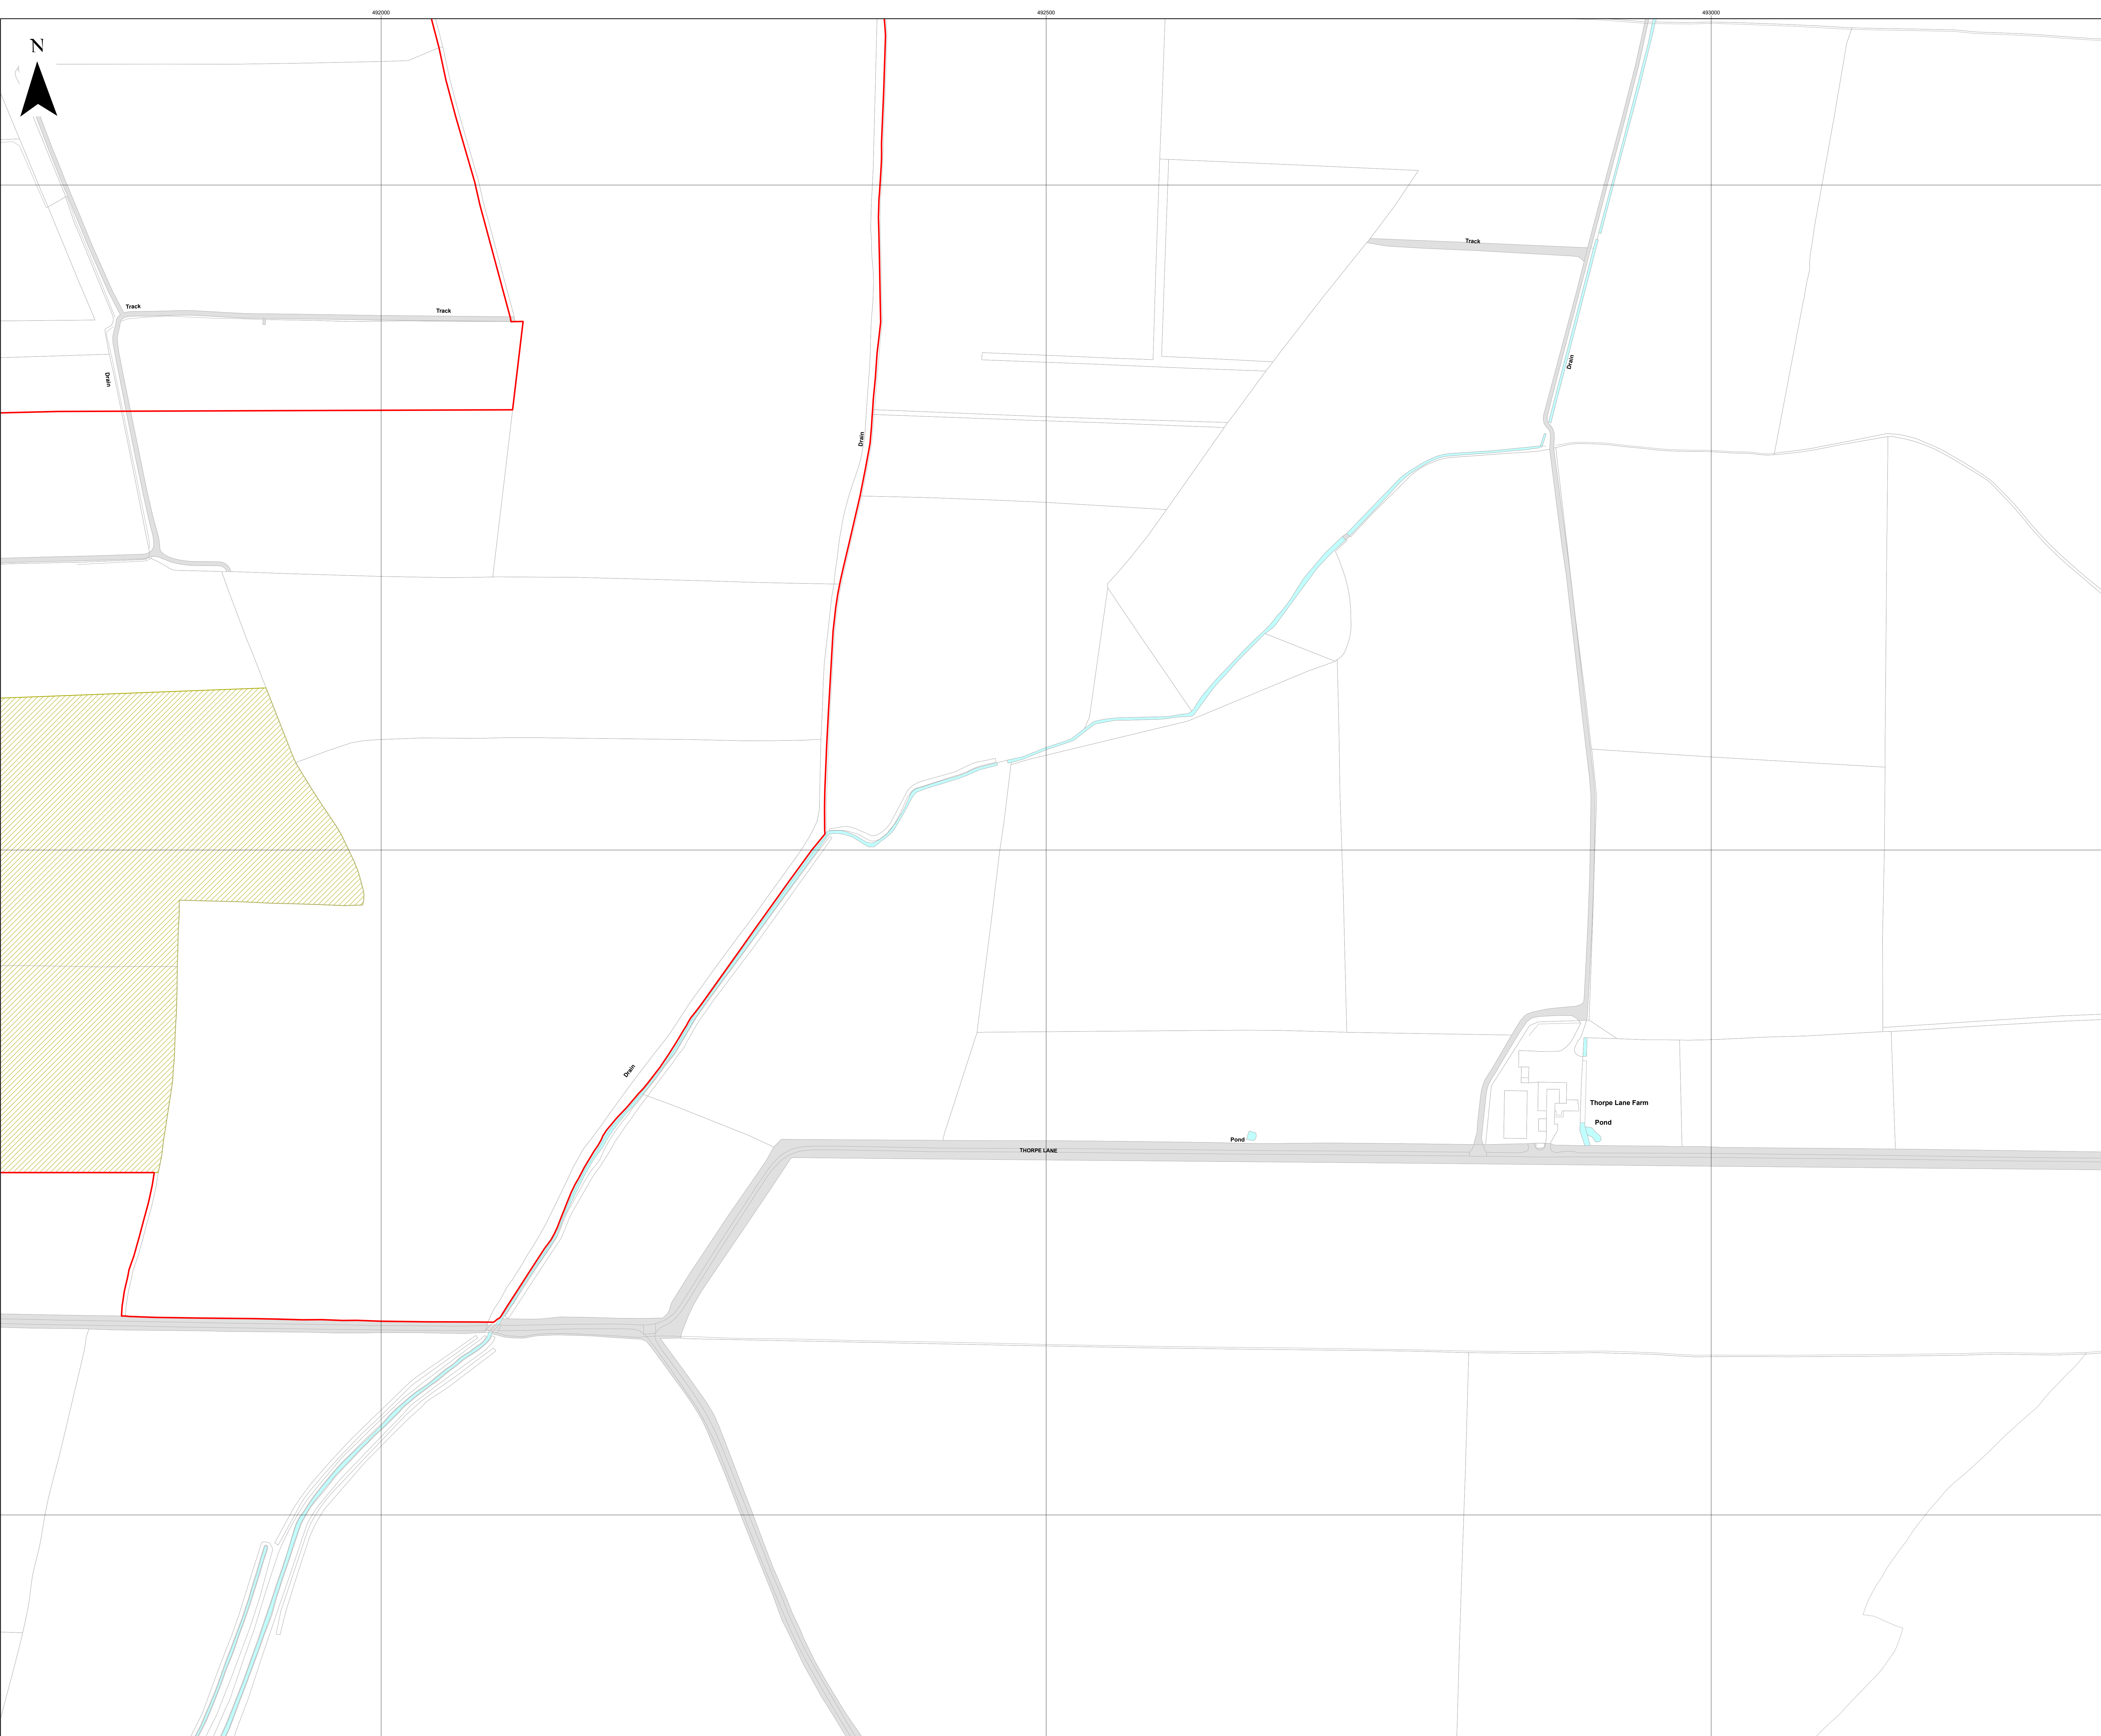 492000
492500
493000
N
Track
Track
Track
Drain
Drain
Drain
Drain
Thorpe Lane Farm
Pond
Pond
THORPE LANE